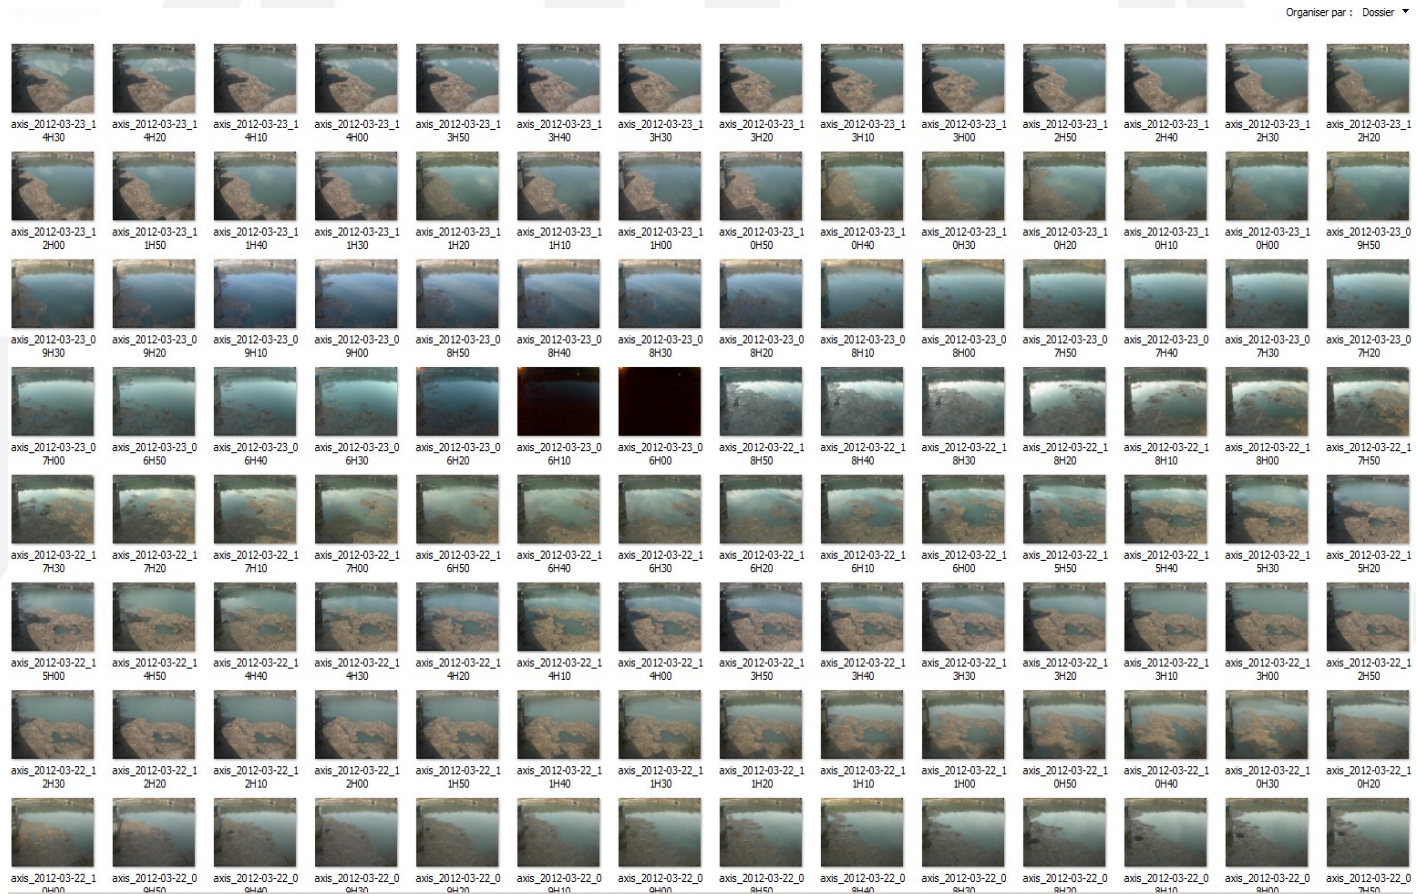 Organiser par : Dossier
axis_2012-03-23_1 axis_2012-03-23_1 axis_2012-03-23_1 axis_2012-03-23_1 axis_2012-03-23_1 axis_2012-03-23_1 axis_2012-03-23_1 axis_2012-03-23_1 axis_2012-03-23_1 axis_2012-03-23_1 axis_2012-03-23_1 axis_2012-03-23_1 axis_2012-03-23_1 axis_2012-03-23_1
4H30 4H20 4H10 4H00 3H50 3H40 3H30 3H20 3H10 3H00 2H50 2H40 2H30 2H20
axis_2012-03-23_1 axis_2012-03-23_1 axis_2012-03-23_1 axis_2012-03-23_1 axis_2012-03-23_1 axis_2012-03-23_1 axis_2012-03-23_1 axis_2012-03-23_1 axis_2012-03-23_1 axis_2012-03-23_1 axis_2012-03-23_1 axis_2012-03-23_1 axis_2012-03-23_1 axis_2012-03-23_0
2H00 1H50 1H40 1H30 1H20 1H10 1H00 0H50 0H40 0H30 0H20 0H10 0H00 9H50
axis_2012-03-23_0 axis_2012-03-23_0 axis_2012-03-23_0 axis_2012-03-23_0 axis_2012-03-23_0 axis_2012-03-23_0 axis_2012-03-23_0 axis_2012-03-23_0 axis_2012-03-23_0 axis_2012-03-23_0 axis_2012-03-23_0 axis_2012-03-23_0 axis_2012-03-23_0 axis_2012-03-23_0
9H30 9H20 9H10 9H00 8H50 8H40 8H30 8H20 8H10 8H00 7H50 7H40 7H30 7H20
axis_2012-03-23_0 axis_2012-03-23_0 axis_2012-03-23_0 axis_2012-03-23_0 axis_2012-03-23_0 axis_2012-03-23_0 axis_2012-03-23_0 axis_2012-03-22_1 axis_2012-03-22_1 axis_2012-03-22_1 axis_2012-03-22_1 axis_2012-03-22_1 axis_2012-03-22_1 axis_2012-03-22_1
7H00 6H50 6H40 6H30 6H20 6H10 6H00 8H50 8H40 8H30 8H20 8H10 8H00 7H50
axis_2012-03-22_1 axis_2012-03-22_1 axis_2012-03-22_1 axis_2012-03-22_1 axis_2012-03-22_1 axis_2012-03-22_1 axis_2012-03-22_1 axis_2012-03-22_1 axis_2012-03-22_1 axis_2012-03-22_1 axis_2012-03-22_1 axis_2012-03-22_1 axis_2012-03-22_1 axis_2012-03-22_1
7H30 7H20 7H10 7H00 6H50 6H40 6H30 6H20 6H10 6H00 5H50 5H40 5H30 5H20
axis_2012-03-22_1 axis_2012-03-22_1 axis_2012-03-22_1 axis_2012-03-22_1 axis_2012-03-22_1 axis_2012-03-22_1 axis_2012-03-22_1 axis_2012-03-22_1 axis_2012-03-22_1 axis_2012-03-22_1 axis_2012-03-22_1 axis_2012-03-22_1 axis_2012-03-22_1 axis_2012-03-22_1
5H00 4H50 4H40 4H30 4H20 4H10 4H00 3H50 3H40 3H30 3H20 3H10 3H00 2H50
axis_2012-03-22_1 axis_2012-03-22_1 axis_2012-03-22_1 axis_2012-03-22_1 axis_2012-03-22_1 axis_2012-03-22_1 axis_2012-03-22_1 axis_2012-03-22_1 axis_2012-03-22_1 axis_2012-03-22_1 axis_2012-03-22_1 axis_2012-03-22_1 axis_2012-03-22_1 axis_2012-03-22_1
2H30 2H20 2H10 2H00 1H50 1H40 1H30 1H20 1H10 1H00 0H50 0H40 0H30 0H20
axis_2012-03-22_1 axis_2012-03-22_0 axis_2012-03-22_0 axis_2012-03-22_0 axis_2012-03-22_0 axis_2012-03-22_0 axis_2012-03-22_0 axis_2012-03-22_0 axis_2012-03-22_0 axis_2012-03-22_0 axis_2012-03-22_0 axis_2012-03-22_0 axis_2012-03-22_0 axis_2012-03-22_0
0H00 9H50 9H40 9H30 9H20 9H10 9H00 8H50 8H40 8H30 8H20 8H10 8H00 7H50